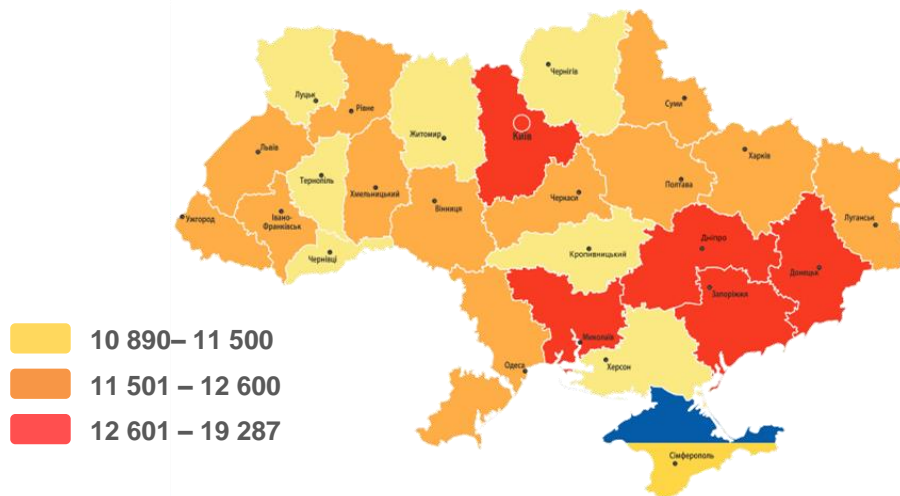 Чернігів
Луцьк
Рівне
Суми
Житомир
Київ
Львів
Харків
Тернопіль
Хмельницький
Полтава
Черкаси
Вінниця
Ужгород
Івано-
Франківськ
Луганськ
Дніпро
Чернівці
Кропивницький
Донецьк
Запоріжжя
10 890– 11 500
Миколаїв
Одеса
Херсон
11 501 – 12 600
12 601 – 19 287
Сімферополь